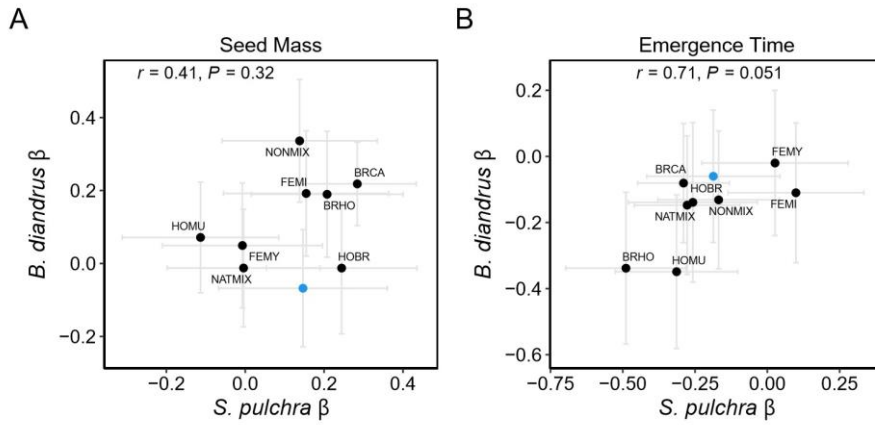 A
Seed Mass
r = 0.41, P = 0.32
B. diandrus β
0.4
0.2
0.0
−0.2
NONMIX
FEMI
BRCA
BRHO
HOMU
FEMY
NATMIX
HOBR
−0.2
0.0
0.2
0.4
S. pulchra β
B
Emergence Time
r = 0.71, P = 0.051
B. diandrus β
0.2
0.0
−0.2
−0.4
−0.6
FEMY
BRCA
HOBR
FEMI
NATMIX
NONMIX
BRHO
HOMU
−0.75
−0.50
−0.25
0.00
0.25
S. pulchra β